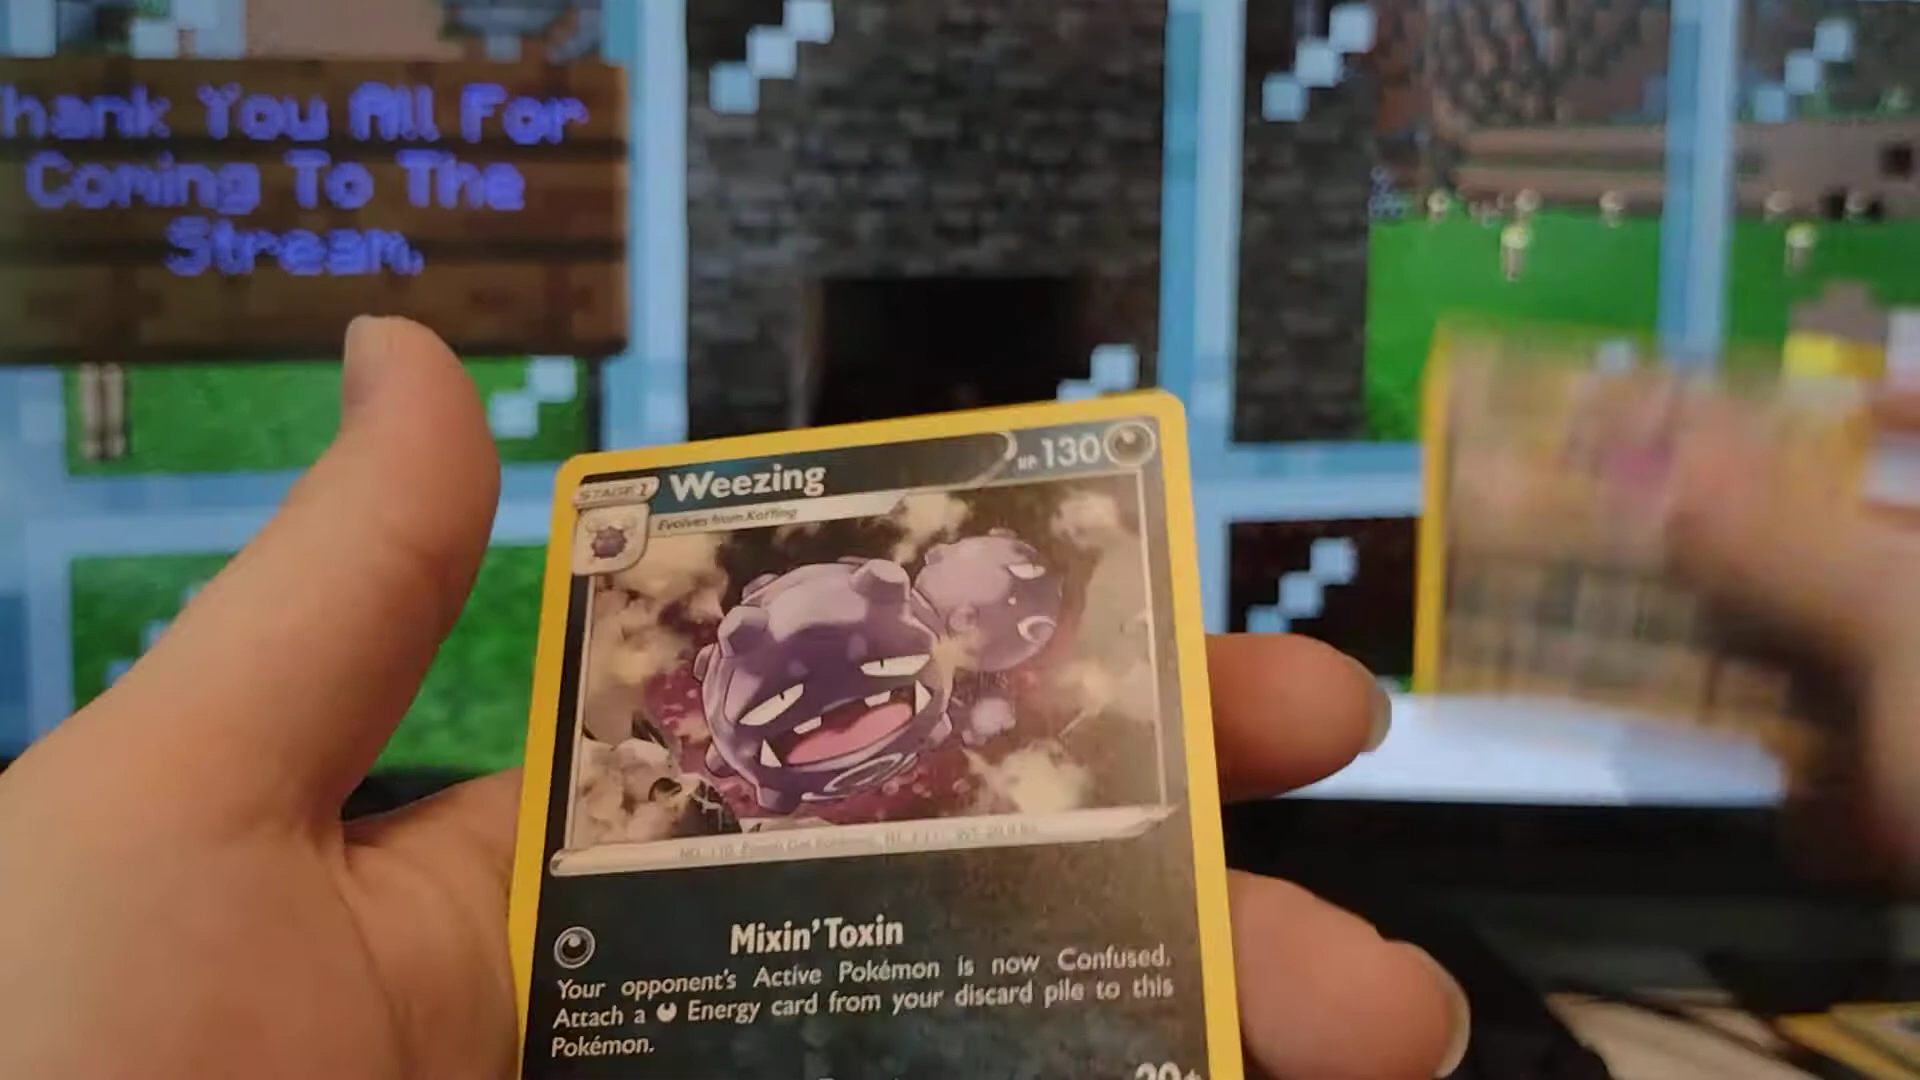 hank You All For
Coming To The
Stream.
STAGE 1 Weezing HP 130
Evolves from Koffing
Mixin' Toxin
Your opponent's Active Pokémon is now Confused.
Attach a Energy card from your discard pile to this
Pokémon.